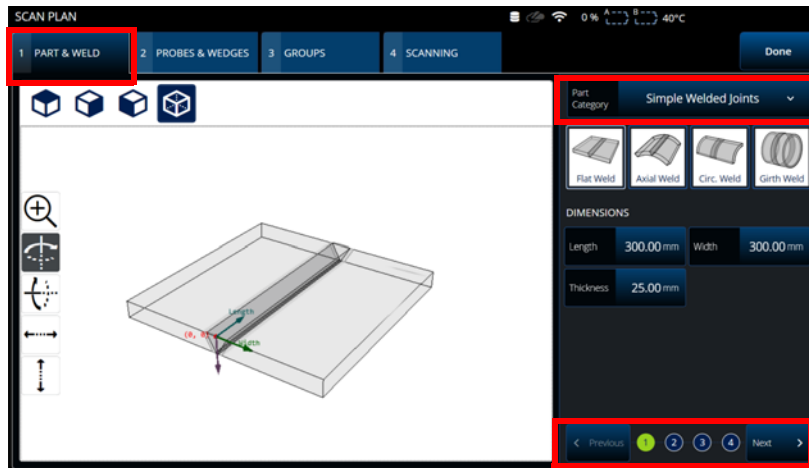 SCAN PLAN
0 % A B 40°C
1 PART & WELD 2 PROBES & WEDGES 3 GROUPS 4 SCANNING Done
Part Category Simple Welded Joints
Flat Weld Axial Weld Circ. Weld Girth Weld
DIMENSIONS
Length 300.00 mm Width 300.00 mm
Thickness 25.00 mm
Length
(0, 0)
Width
< Previous 1 2 3 4 Next >